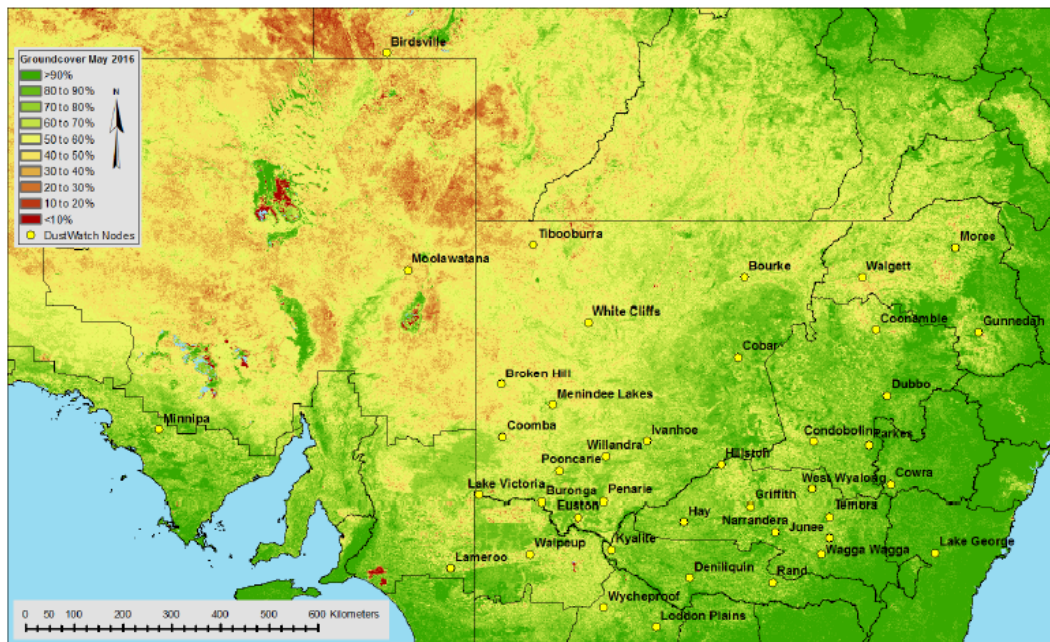 Groundcover May 2016
>90%
80 to 90%
70 to 80%
60 to 70%
50 to 60%
40 to 50%
30 to 40%
20 to 30%
10 to 20%
<10%
DustWatch Nodes
N
Birdsville
Tibooburra
Moree
Moolawatana
Bourke
Walgett
White Cliffs
Coonamble
Gunnedah
Cobar
Broken Hill
Dubbo
Menindee Lakes
Minnipa
Coomba
Ivanhoe
Condobolin
Parkes
Willandra
Hillston
Pooncarie
Cowra
West Wyalong
Lake Victoria
Buronga
Penarie
Euston
Griffith
Hay
Temora
Narrandera
Junee
Kyalite
Walpeup
Wagga Wagga
Lake George
Lameroo
Deniliquin
Rand
Wycheproof
Loddon Plains
0 50 100 200 300 400 500 600 Kilometers